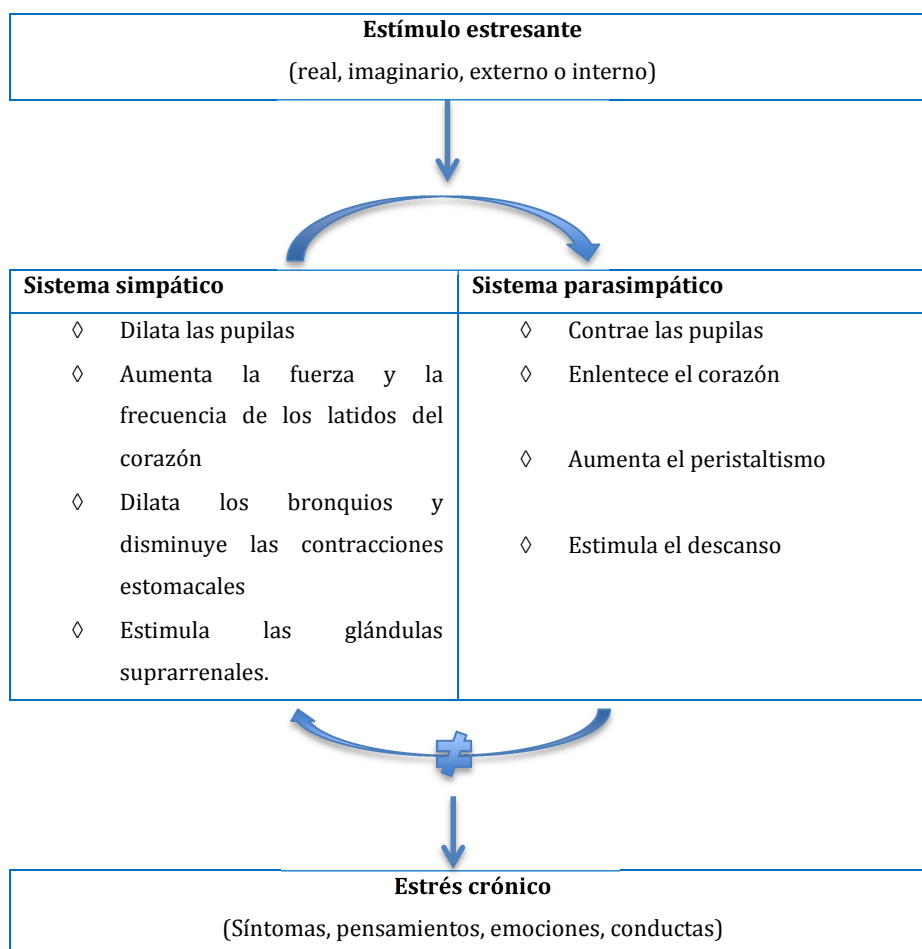 Estímulo estresante
(real, imaginario, externo o interno)
Sistema simpático
◊ Dilata las pupilas
◊ Aumenta la fuerza y la
frecuencia de los latidos del
corazón
◊ Dilata los bronquios y
disminuye las contracciones
estomacales
◊ Estimula las glándulas
suprarrenales.
Sistema parasimpático
◊ Contrae las pupilas
◊ Enlentece el corazón
◊ Aumenta el peristaltismo
◊ Estimula el descanso
≠
Estrés crónico
(Síntomas, pensamientos, emociones, conductas)